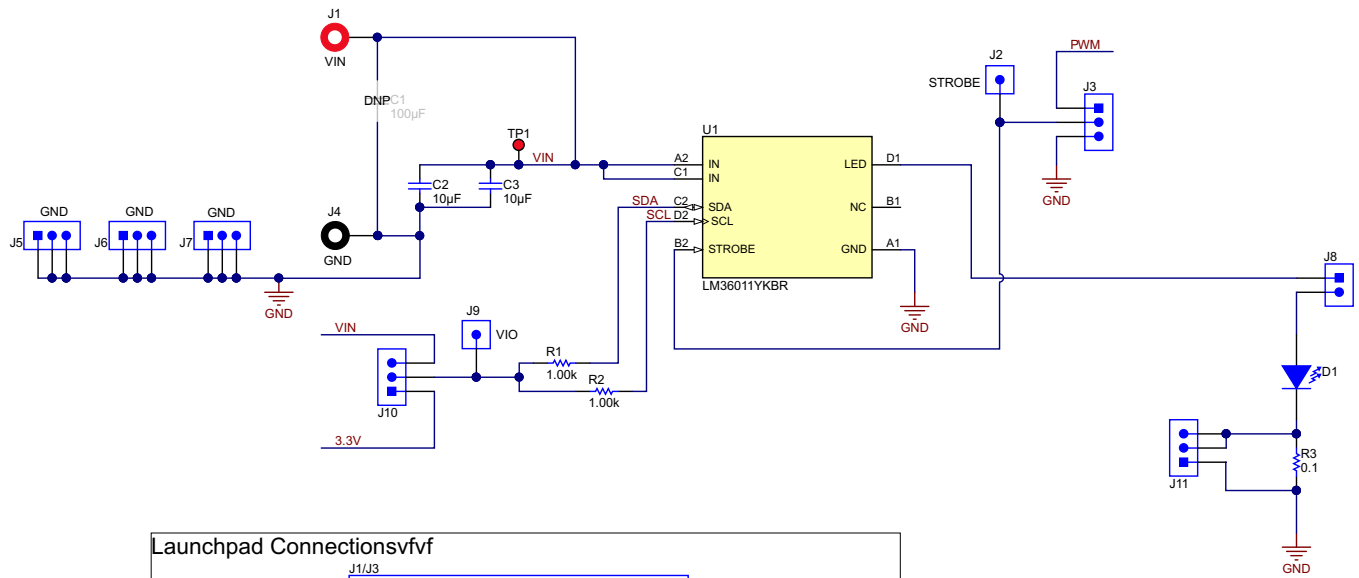 J1
VIN
DNP C1
100µF
TP1
VIN
C2
10µF
C3
10µF
J4
GND
GND
J5
GND
J6
GND
J7
GND
VIN
J9
VIO
J10
3.3V
R1
1.00k
R2
1.00k
SDA
SCL
U1
A2 IN
C1 IN
C2 SDA
D2 SCL
B2 STROBE
LED D1
NC B1
GND A1
LM36011YKBR
GND
J2
STROBE
PWM
J3
GND
J8
D1
J11
R3
0.1
GND
Launchpad Connectionsvfvf
J1/J3